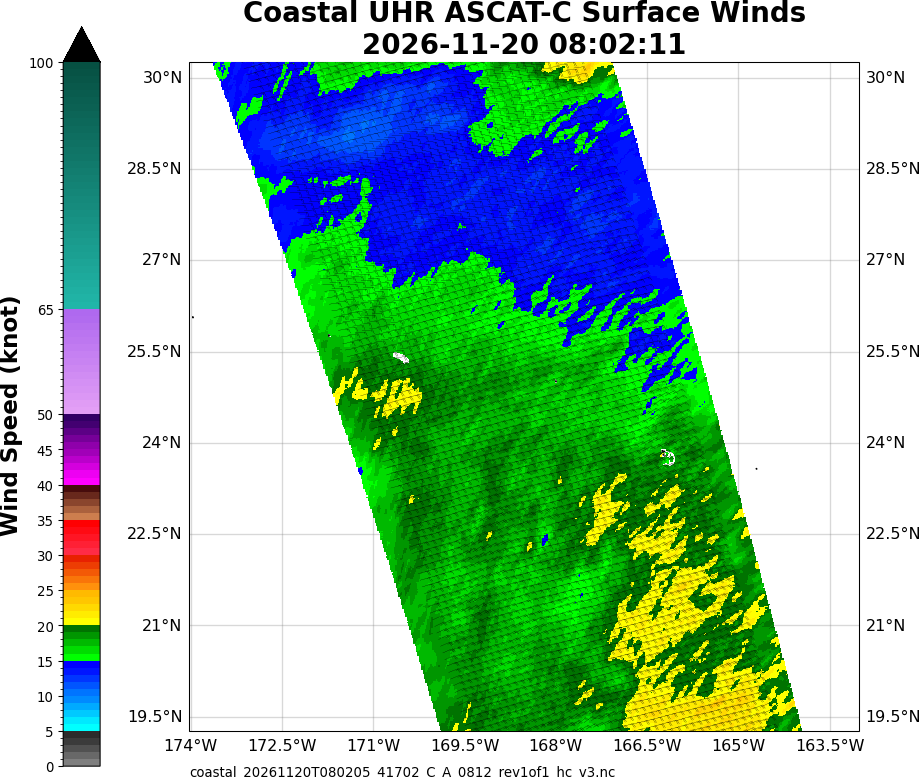 Coastal UHR ASCAT-C Surface Winds
2026-11-20 08:02:11
Wind Speed (knot)
100
65
50
45
40
35
30
25
20
15
10
5
0
30°N
28.5°N
27°N
25.5°N
24°N
22.5°N
21°N
19.5°N
30°N
28.5°N
27°N
25.5°N
24°N
22.5°N
21°N
19.5°N
174°W 172.5°W 171°W 169.5°W 168°W 166.5°W 165°W 163.5°W
coastal_20261120T080205_41702_C_A_0812_rev1of1_hc_v3.nc